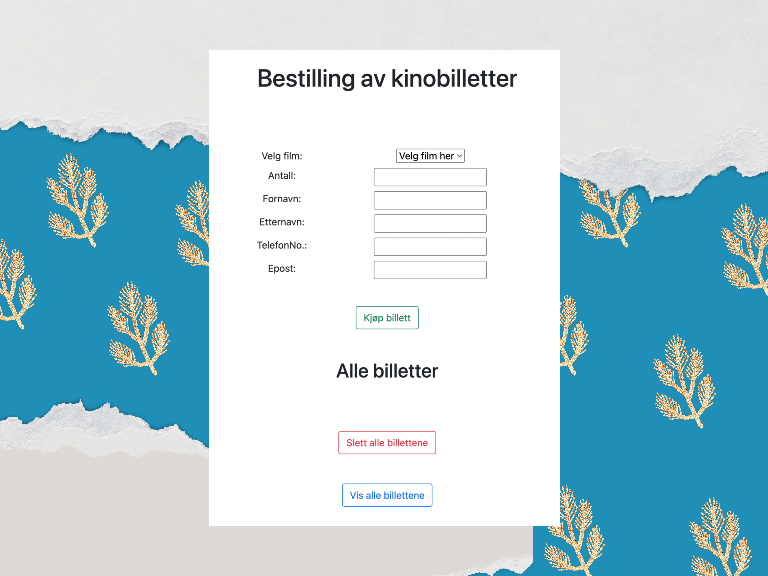 Bestilling av kinobilletter
Velg film: Velg film her
Antall:
Fornavn:
Etternavn:
TelefonNo.:
Epost:
Kjøp billett
Alle billetter
Slett alle billettene
Vis alle billettene